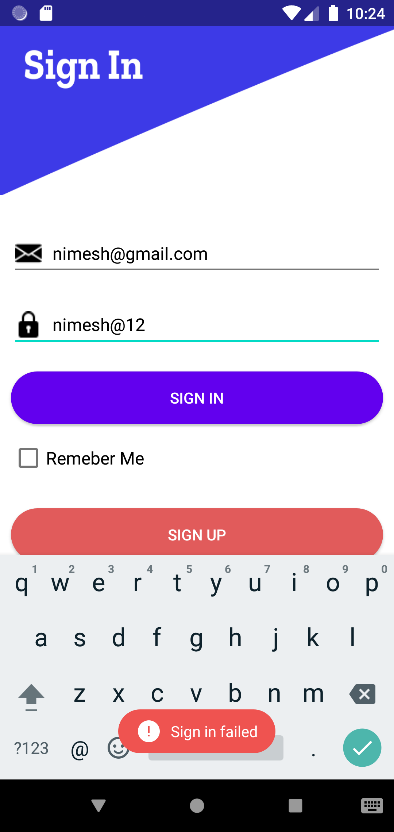 10:24
Sign In
nimesh@gmail.com
nimesh@12
SIGN IN
Remeber Me
SIGN UP
1 2 3 4 5 6 7 8 9 0
q w e r t y u i o p
a s d f g h j k l
z x c v b n m
! Sign in failed
?123 @ .